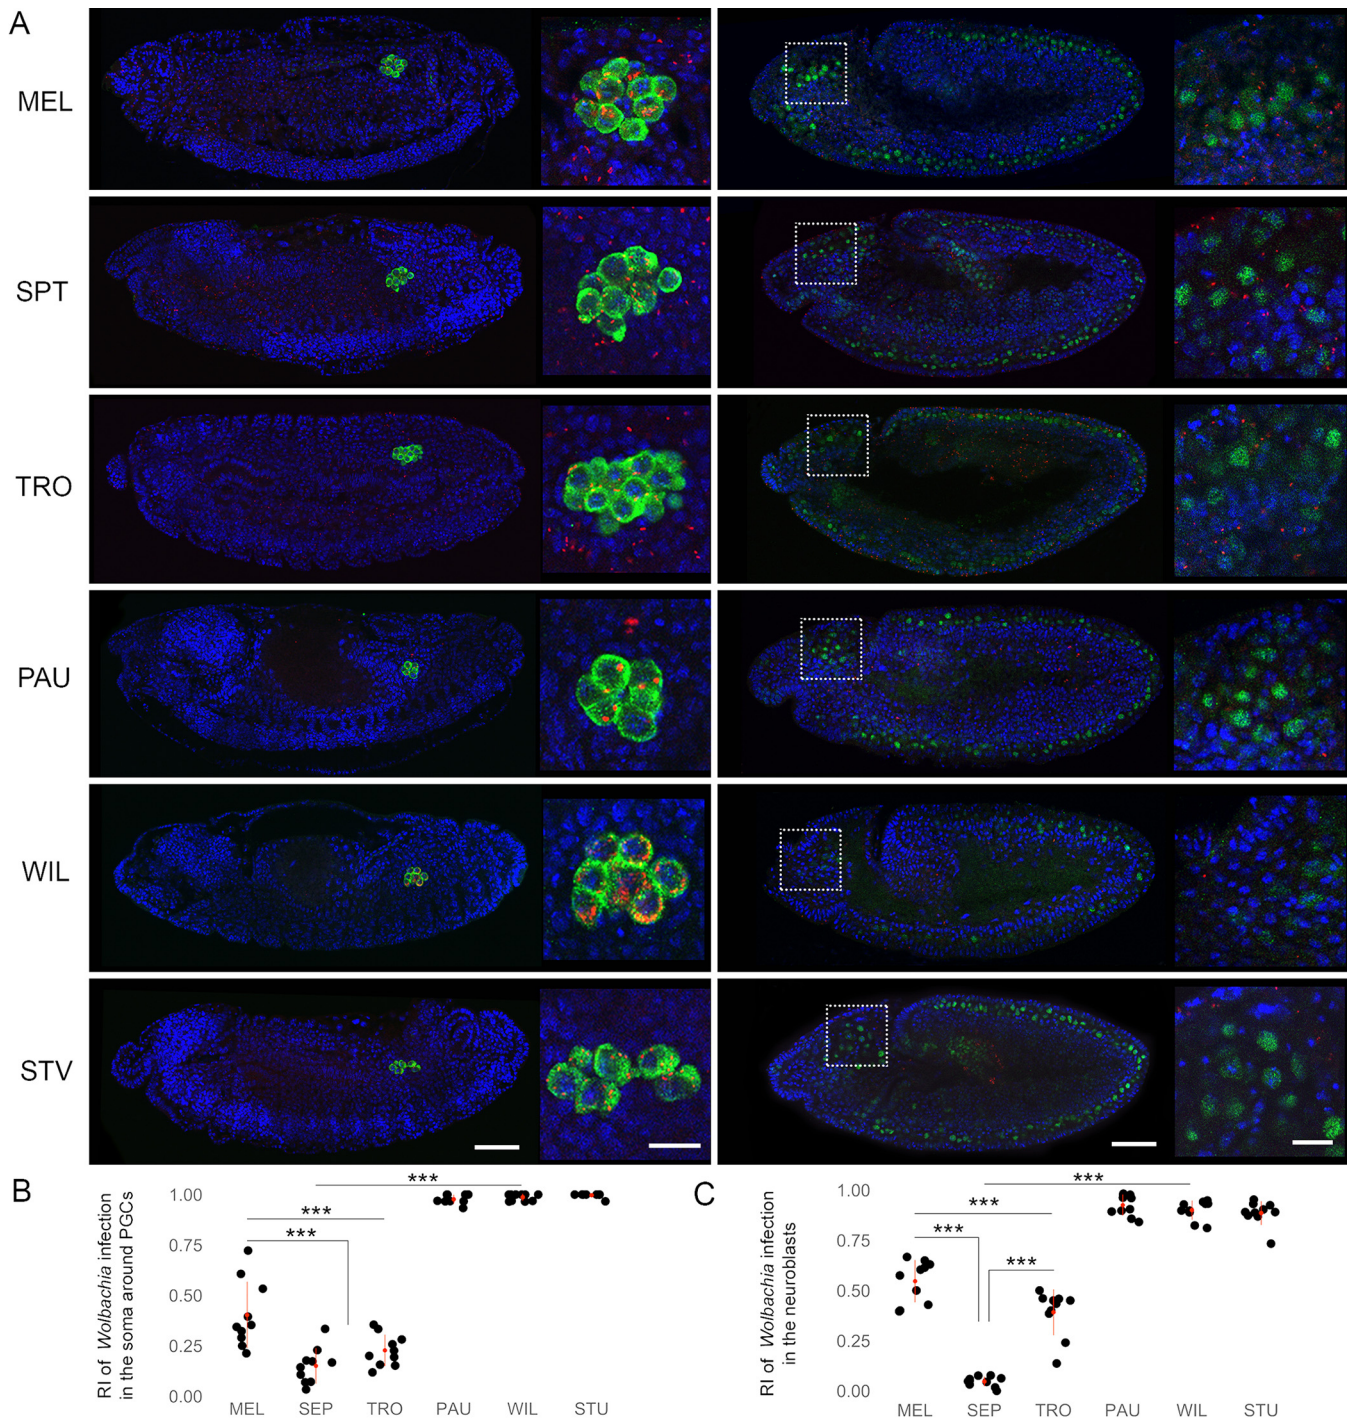 A
MEL
SPT
TRO
PAU
WIL
STV
B
RI of Wolbachia infection
in the soma around PGCs
1.00
0.75
0.50
0.25
0.00
***
***
***
MEL SEP TRO PAU WIL STU
C
RI of Wolbachia infection
in the neuroblasts
1.00
0.75
0.50
0.25
0.00
***
***
***
***
MEL SEP TRO PAU WIL STU